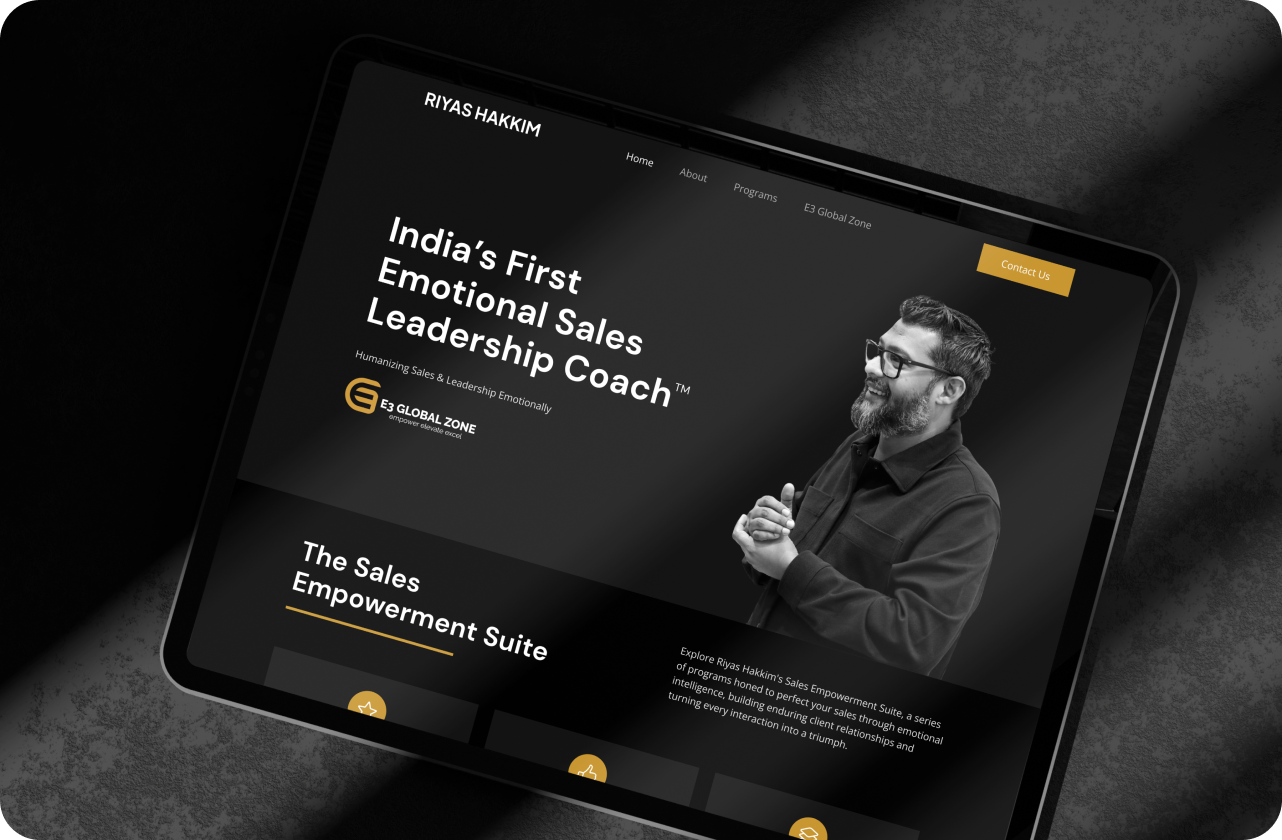 RIYAS HAKKIM
Home
About
Programs
E3 Global Zone
Contact Us
India’s First
Emotional Sales
Leadership Coach™
Humanizing Sales & Leadership Emotionally
E3 GLOBAL ZONE
empower elevate excel
The Sales
Empowerment Suite
Explore Riyas Hakkim's Sales Empowerment Suite, a series
of programs honed to perfect your sales through emotional
intelligence, building enduring client relationships and
turning every interaction into a triumph.